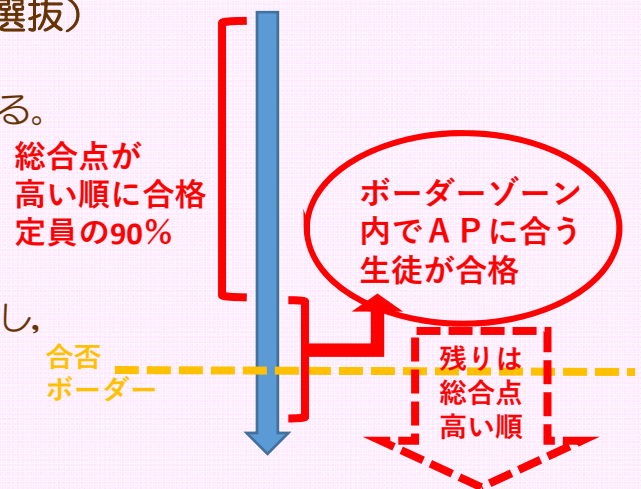 選抜）
る。
総合点が
高い順に合格
定員の90％
ボーダーゾーン
内でＡＰに合う
生徒が合格
し,
合否
ボーダー
残りは
総合点
高い順